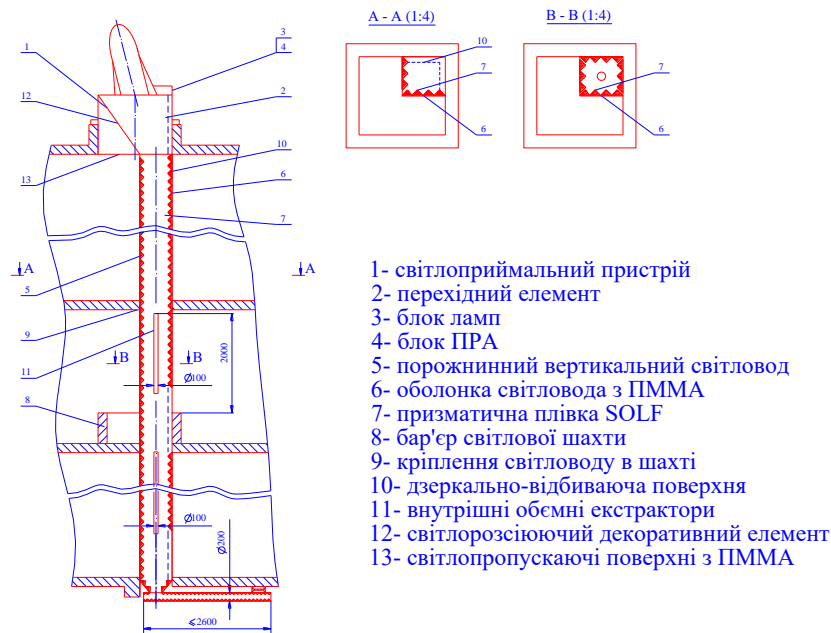 A - A (1:4)
B - B (1:4)
1
12
13
5
9
11
8
3
4
2
10
6
7
10
7
6
7
6
A
A
B
B
2000
Ø100
Ø100
Ø200
⩽2600
1- світлоприймальний пристрій
2- перехідний елемент
3- блок ламп
4- блок ПРА
5- порожнинний вертикальний світловод
6- оболонка світловода з ПММА
7- призматична плівка SOLF
8- бар'єр світлової шахти
9- кріплення світловоду в шахті
10- дзеркально-відбиваюча поверхня
11- внутрішні обємні екстрактори
12- світлорозсіюючий декоративний елемент
13- світлопропускаючі поверхні з ПММА